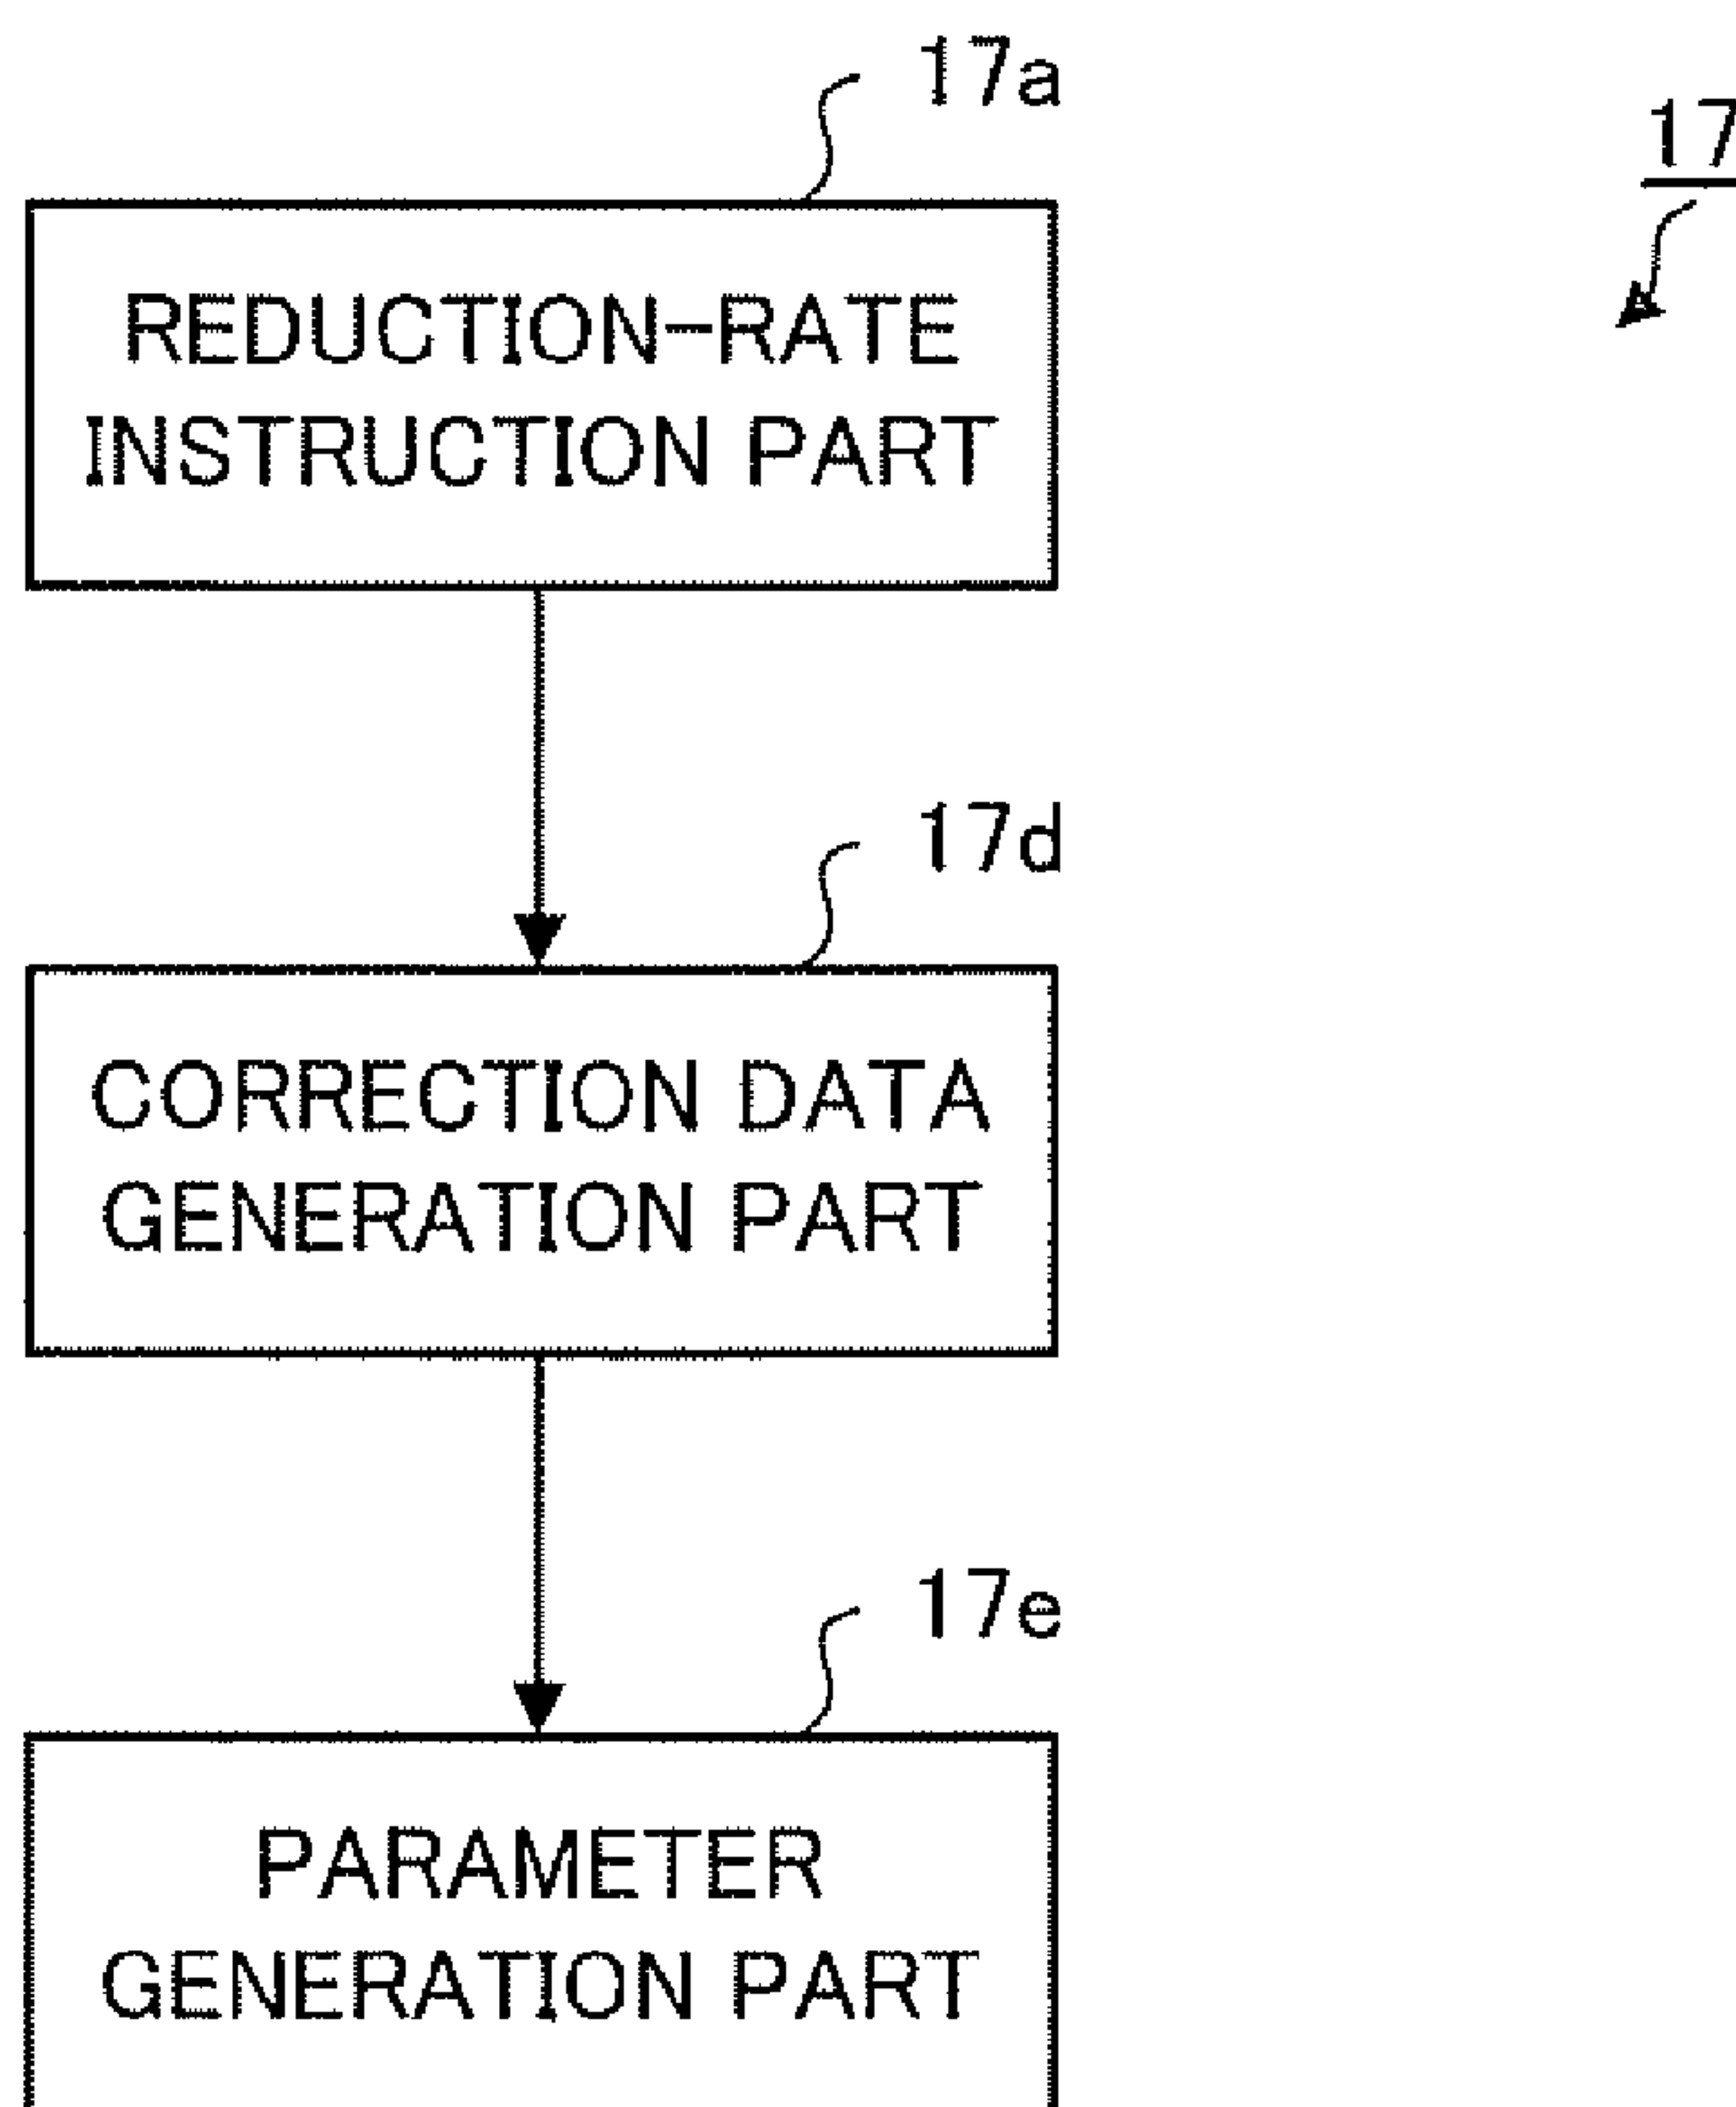 17a
17
REDUCTION-RATE
INSTRUCTION PART
17d
CORRECTION DATA
GENERATION PART
17e
PARAMETER
GENERATION PART